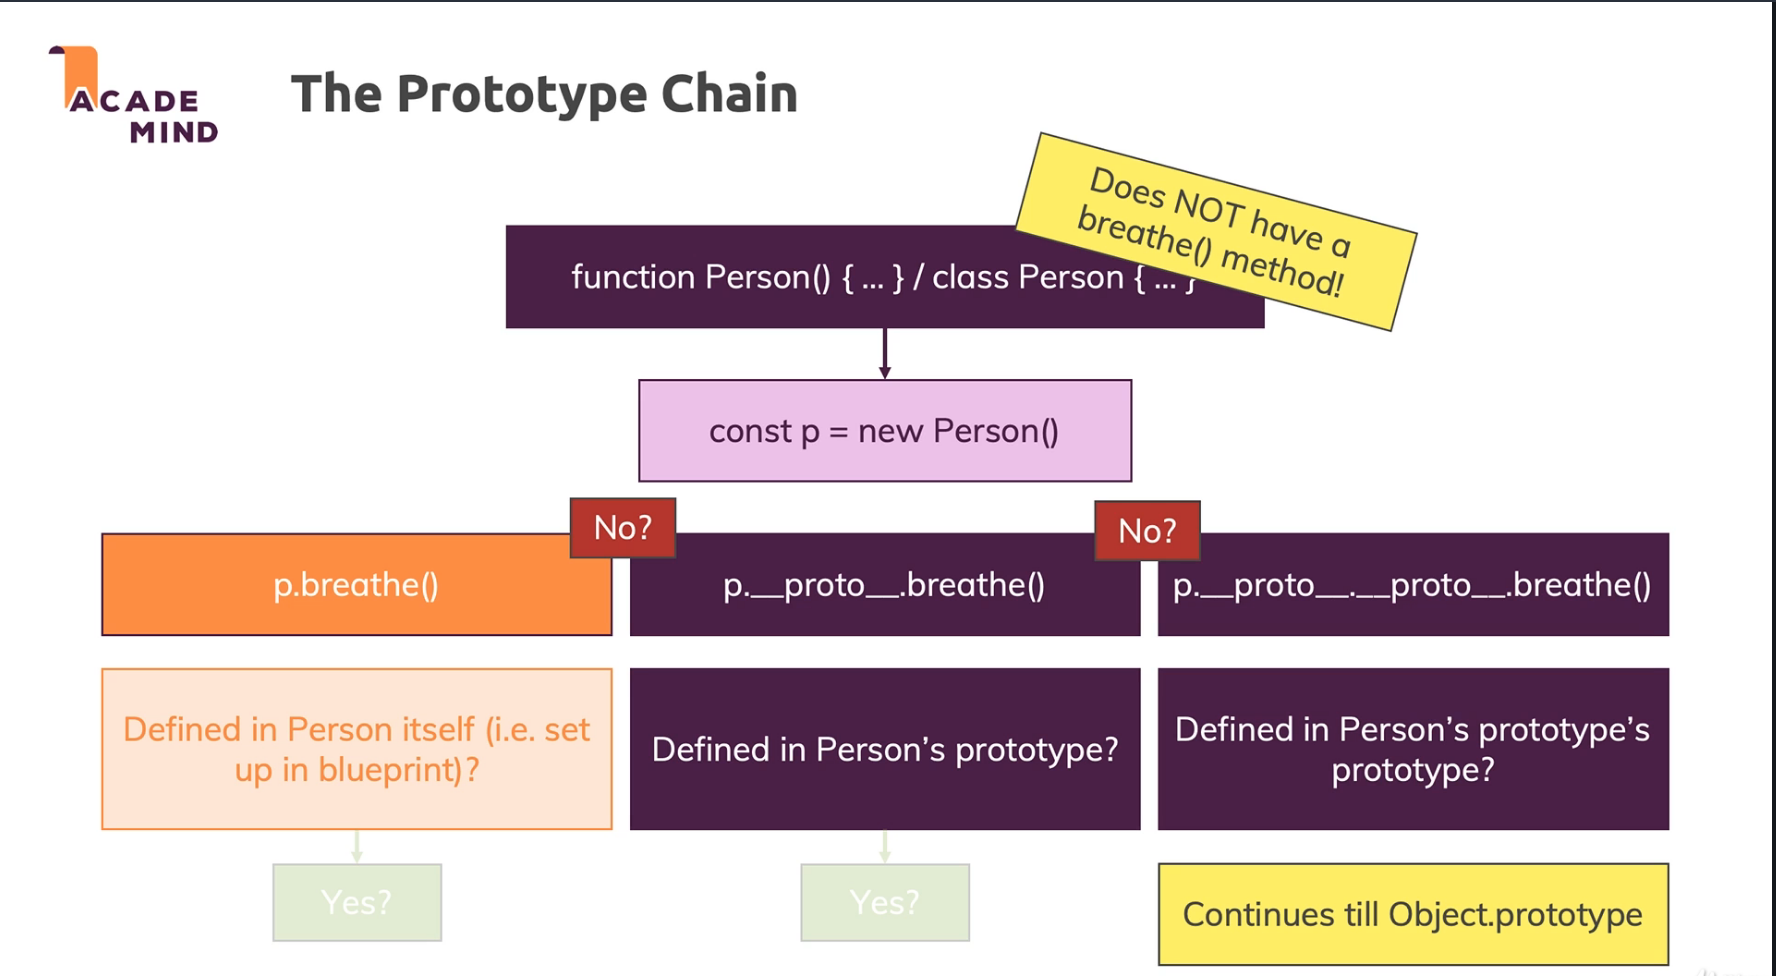 ACADE
MIND
The Prototype Chain
Does NOT have a
breathe() method!
function Person() { ... } / class Person { ... }
const p = new Person()
No?
No?
p.breathe()
p.__proto__.breathe()
p.__proto__.__proto__.breathe()
Defined in Person itself (i.e. set
up in blueprint)?
Defined in Person’s prototype?
Defined in Person’s prototype’s
prototype?
Yes?
Yes?
Continues till Object.prototype